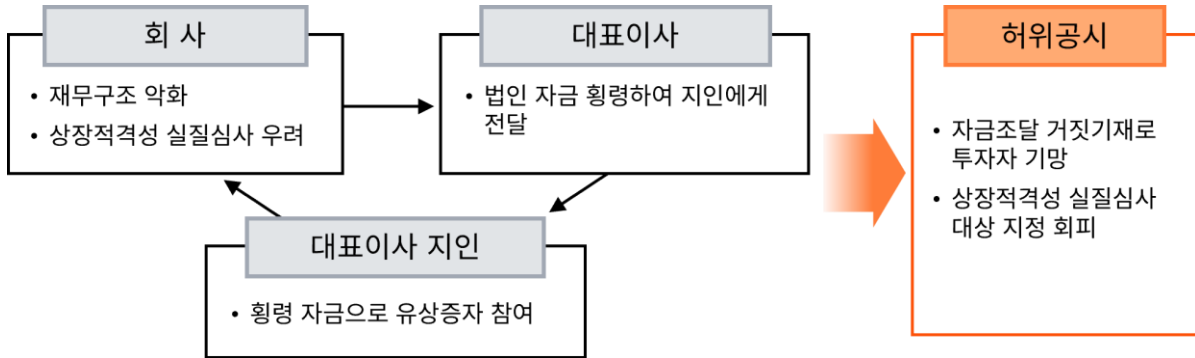 회 사
• 재무구조 악화
• 상장적격성 실질심사 우려
대표이사
• 법인 자금 횡령하여 지인에게
전달
대표이사 지인
• 횡령 자금으로 유상증자 참여
허위공시
• 자금조달 거짓기재로
투자자 기망
• 상장적격성 실질심사
대상 지정 회피